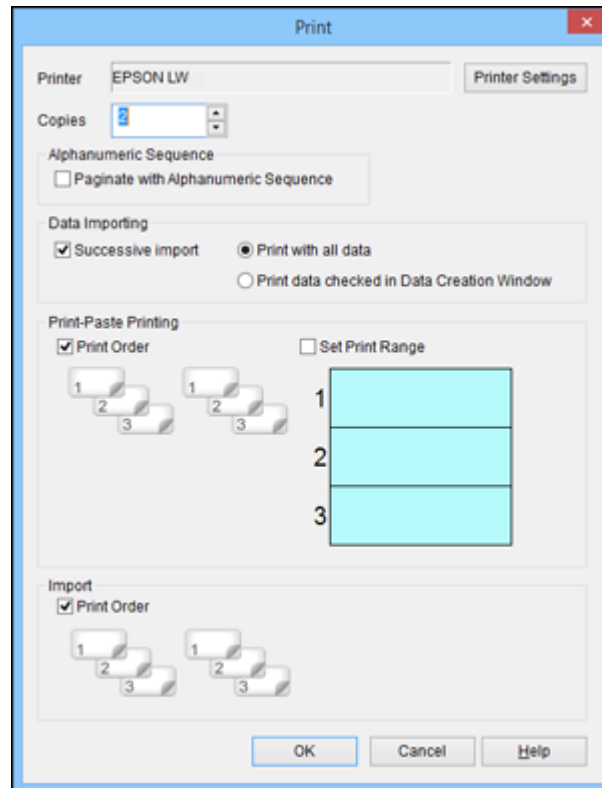 Print
Printer EPSON LW Printer Settings
Copies 2
Alphanumeric Sequence
Paginate with Alphanumeric Sequence
Data Importing
Successive import Print with all data
Print data checked in Data Creation Window
Print-Paste Printing
Print Order Set Print Range
1 1 1
2 2
3 3
2
3
Import
Print Order
1 1
2 2
3 3
OK Cancel Help